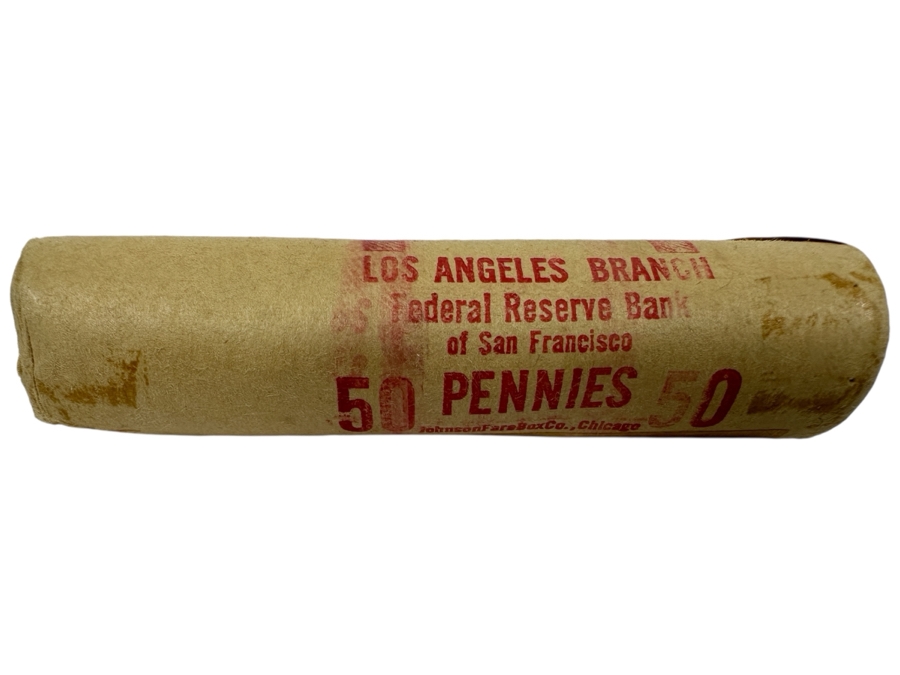 LOS ANGELES BRANCH
Federal Reserve Bank
of San Francisco
50 PENNIES 50
JohnsonFareBoxCo., Chicago